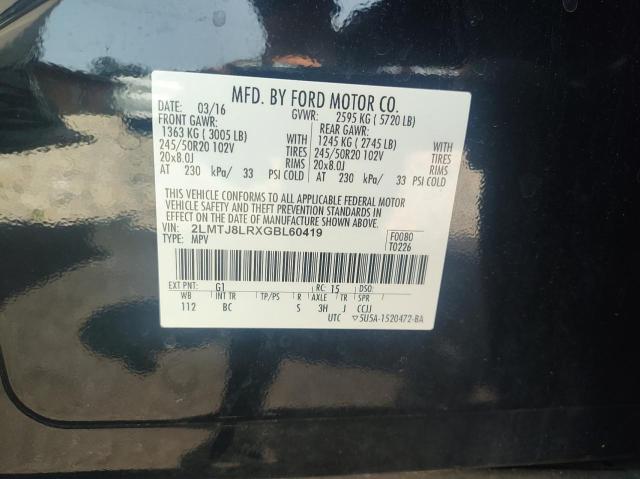 MFD. BY FORD MOTOR CO.
03/16 GVWR: 2595 KG ( 5720 LB)
FRONT GAWR: REAR GAWR:
1363 KG ( 3005 LB) WITH 1245 KG ( 2745 LB) WITH
245/50R20 102V TIRES 245/50R20 102V TIRES
20x8.0J RIMS 20x8.0J RIMS
AT 230 kPa/ 33 PSI COLD AT 230 kPa/ 33 PSI COLD
THIS VEHICLE CONFORMS TO ALL APPLICABLE FEDERAL MOTOR
VEHICLE SAFETY AND THEFT PREVENTION STANDARDS IN
EFFECT ON THE DATE OF MANUFACTURE SHOWN ABOVE.
VIN: 2LMTJ8LRXGBL60419 F0080
TYPE: MPV T0226
EXT PNT: G1 RC: 15 DSO:
WB INT TR TP/PS R AXLE TR SPR
112 BC S 3H J CCJJ
UTC ▽5U5A-1520472-BA